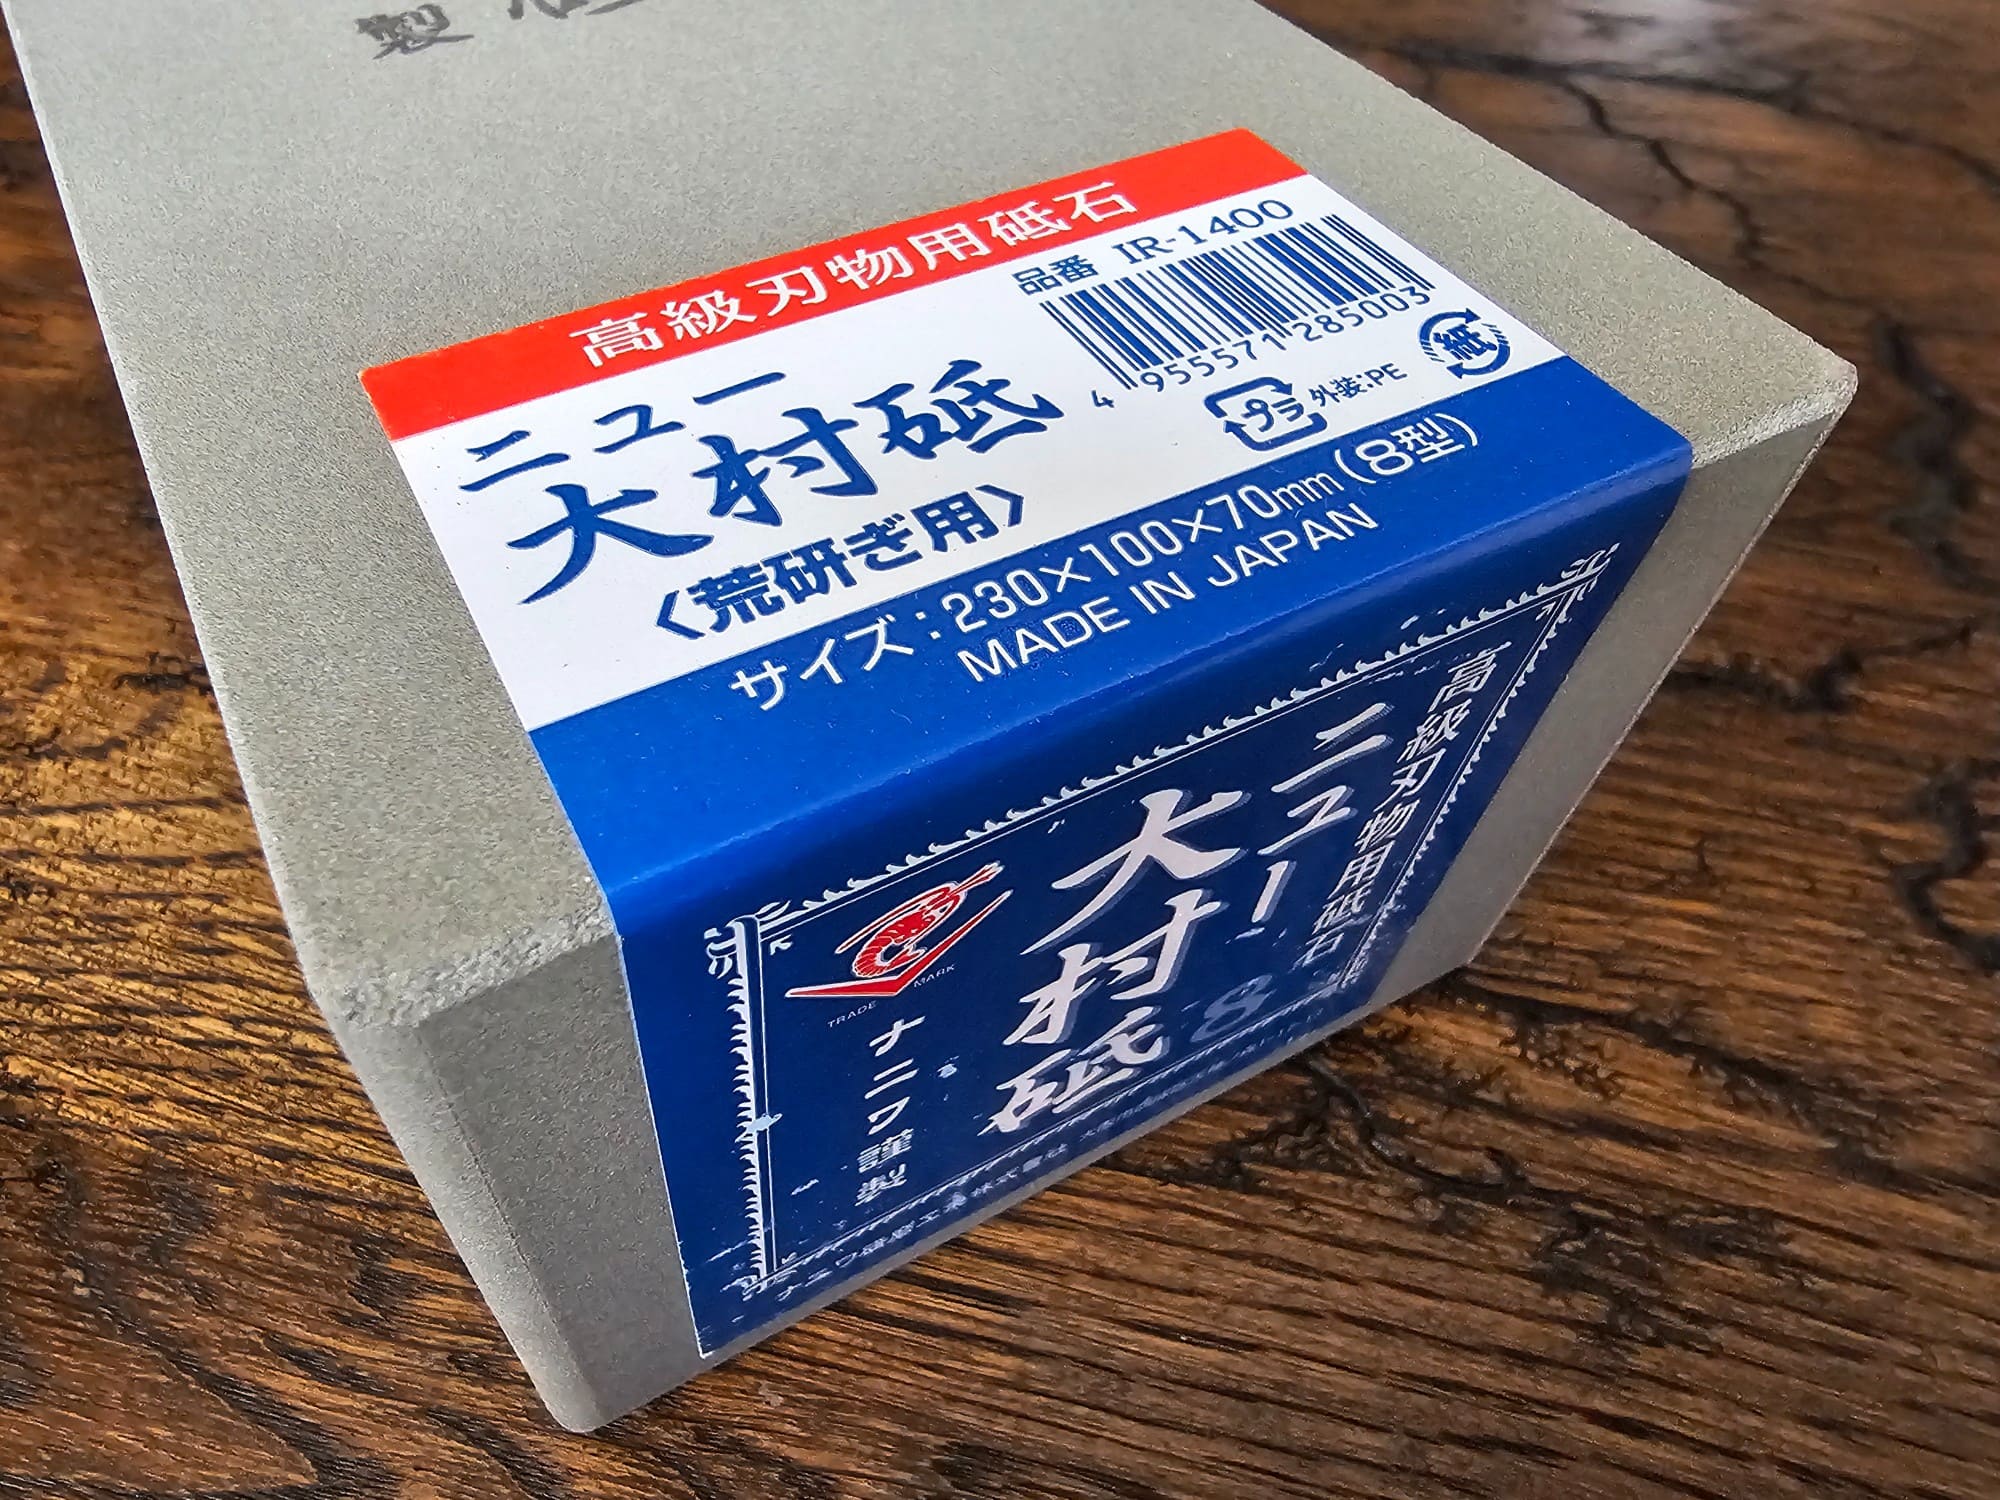 製
高級刃物用砥石
品番 IR-1400
4 955571 285003
ニュー
大村砥
〈荒研ぎ用〉
プラ 外装:PE
紙
サイズ:230×100×70mm(8型)
MADE IN JAPAN
高級刃物用砥石
ニュー
大村砥
8
TRADE MARK
ナニワ謹製